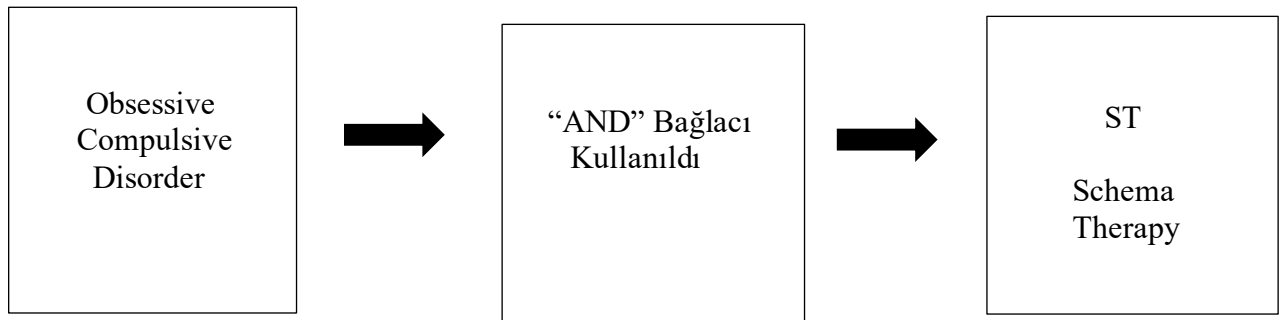 Obsessive
Compulsive
Disorder
“AND” Bağlacı
Kullanıldı
ST
Schema
Therapy